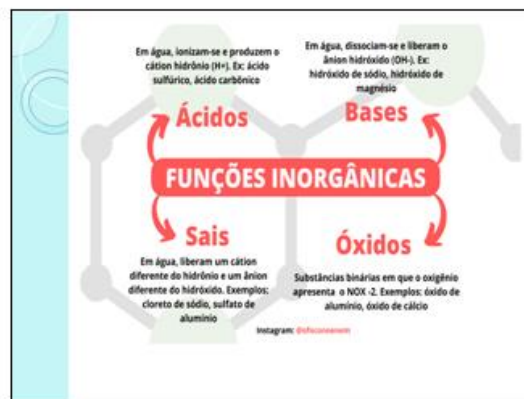 Em água, ionizam-se e produzem o
cátion hidrônio (H+). Ex: ácido
sulfúrico, ácido carbônico
Ácidos
Em água, dissociam-se e liberam o
ânion hidróxido (OH-). Ex:
hidróxido de sódio, hidróxido de
magnésio
Bases
FUNÇÕES INORGÂNICAS
Sais
Em água, liberam um cátion
diferente do hidrônio e um ânion
diferente do hidróxido. Exemplos:
cloreto de sódio, sulfato de
alumínio
Óxidos
Substâncias binárias em que o oxigênio
apresenta o NOX -2. Exemplos: óxido de
alumínio, óxido de cálcio
Instagram: